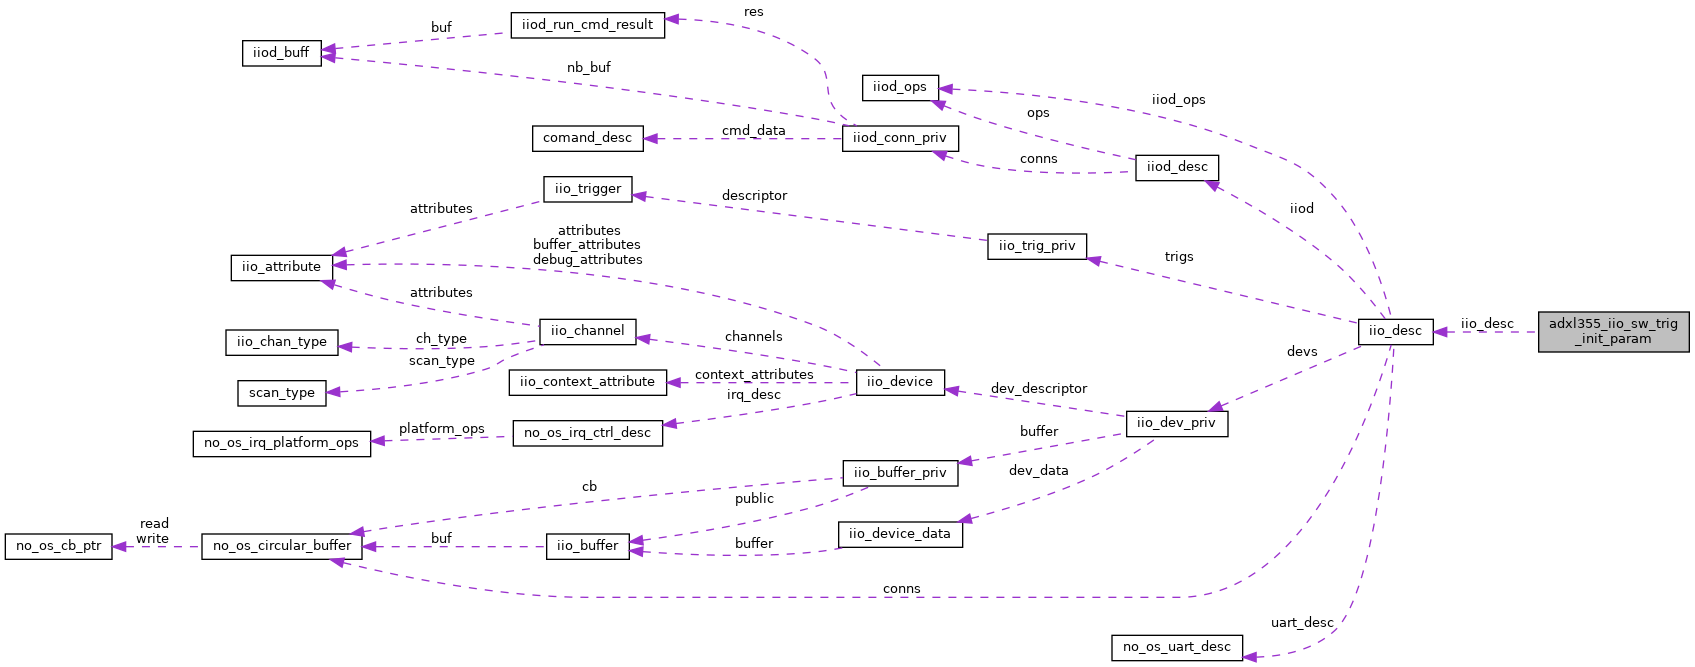 res
iiod_run_cmd_result
buf
iiod_buff
nb_buf
iiod_ops
iiod_ops
ops
cmd_data
comand_desc
iiod_conn_priv
conns
iiod_desc
iio_trigger
descriptor
attributes
iiod
attributes
buffer_attributes
debug_attributes
iio_trig_priv
trigs
iio_attribute
attributes
iio_channel
channels
iio_desc
iio_desc
adxl355_iio_sw_trig
_init_param
iio_chan_type
ch_type
scan_type
devs
context_attributes
iio_context_attribute
iio_device
dev_descriptor
scan_type
irq_desc
platform_ops
no_os_irq_ctrl_desc
no_os_irq_platform_ops
buffer
iio_dev_priv
iio_buffer_priv
dev_data
cb
public
read
write
iio_device_data
no_os_cb_ptr
no_os_circular_buffer
buf
iio_buffer
buffer
conns
uart_desc
no_os_uart_desc